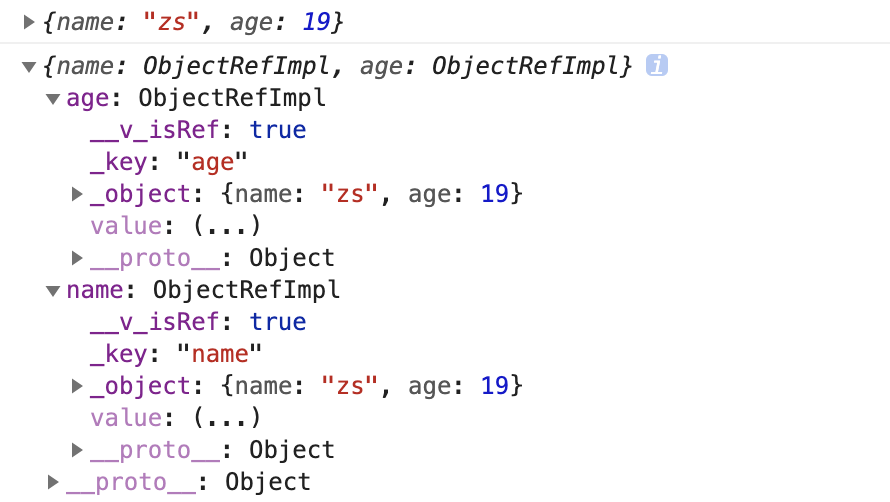 {name: "zs", age: 19}
{name: ObjectRefImpl, age: ObjectRefImpl} i
age: ObjectRefImpl
__v_isRef: true
_key: "age"
_object: {name: "zs", age: 19}
value: (...)
__proto__: Object
name: ObjectRefImpl
__v_isRef: true
_key: "name"
_object: {name: "zs", age: 19}
value: (...)
__proto__: Object
__proto__: Object